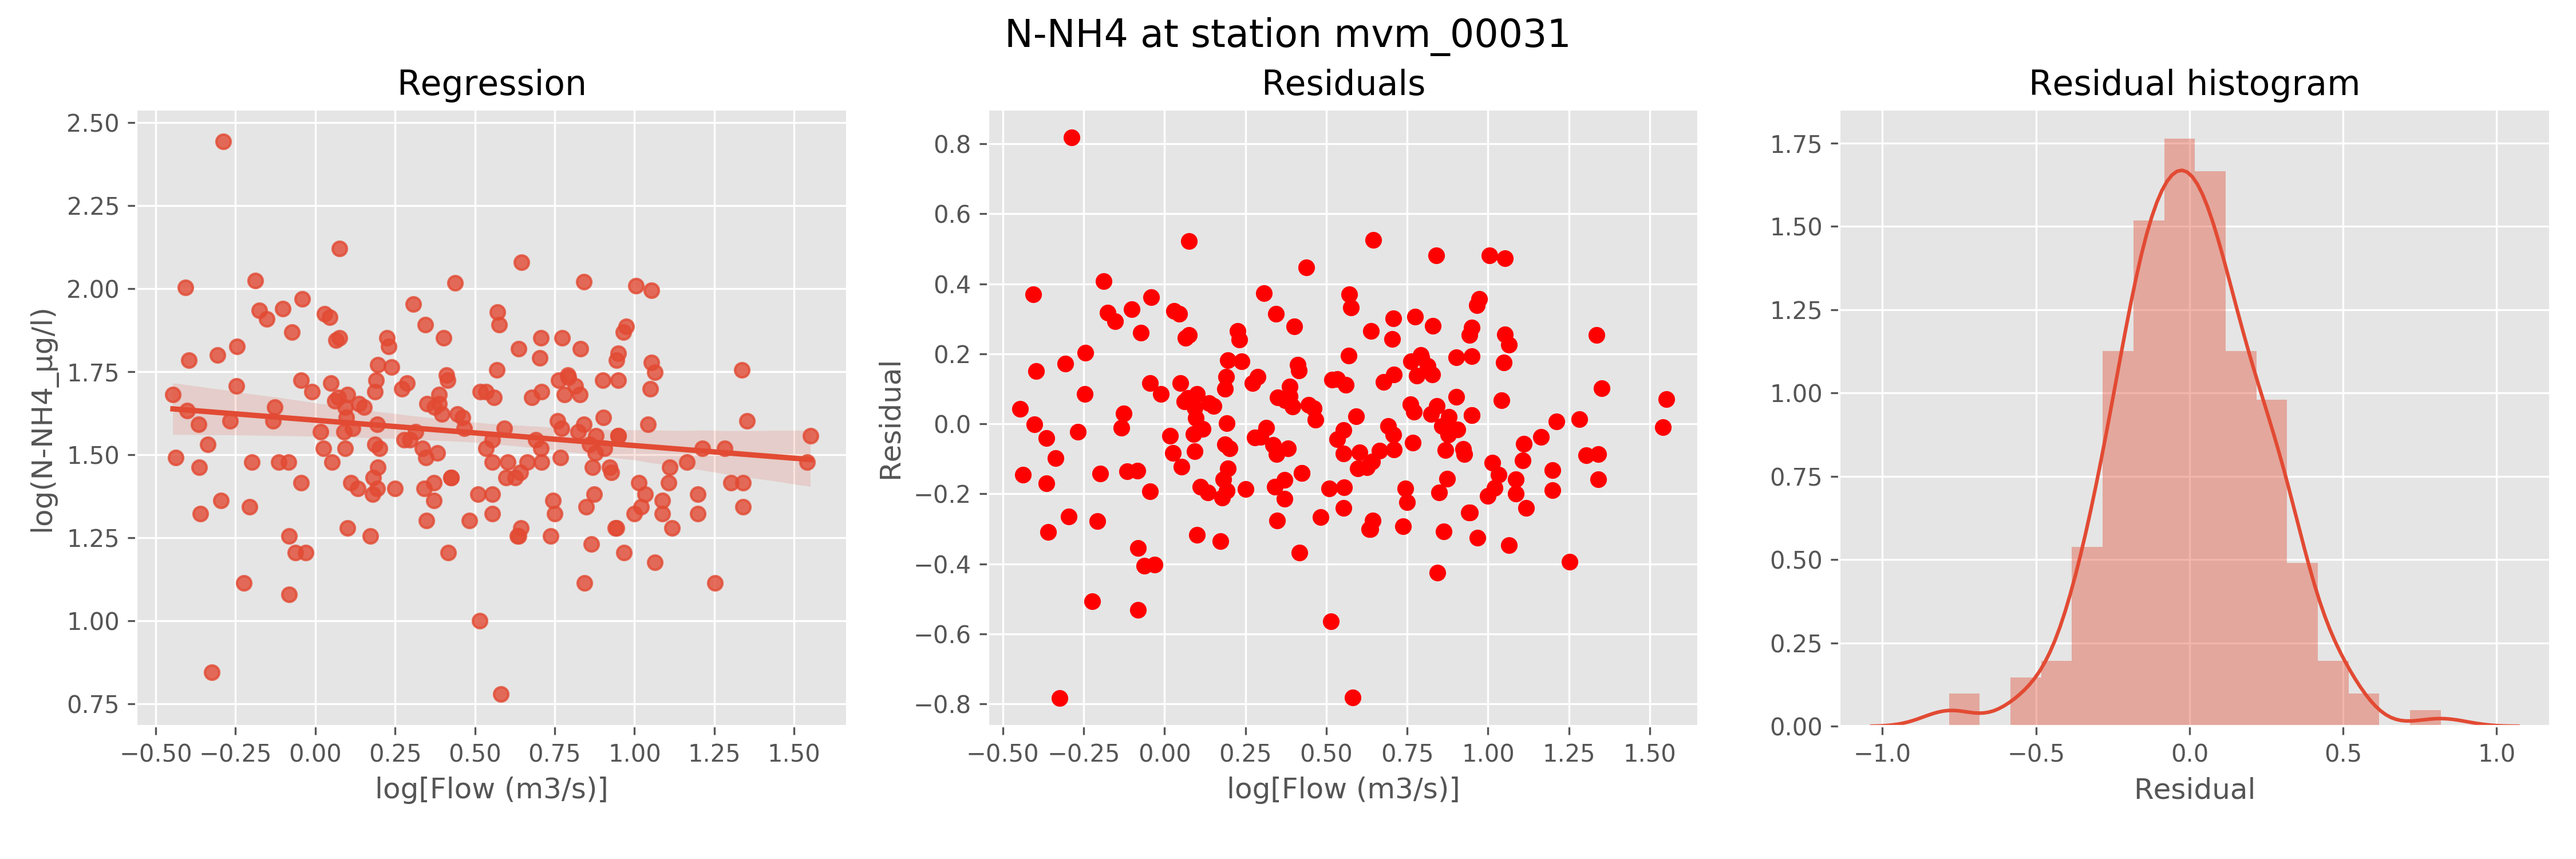 N-NH4 at station mvm_00031
Regression
Residuals
Residual histogram
log(N-NH4_µg/l)
2.50
2.25
2.00
1.75
1.50
1.25
1.00
0.75
−0.50 −0.25 0.00 0.25 0.50 0.75 1.00 1.25 1.50
log[Flow (m3/s)]
Residual
0.8
0.6
0.4
0.2
0.0
−0.2
−0.4
−0.6
−0.8
−0.50 −0.25 0.00 0.25 0.50 0.75 1.00 1.25 1.50
log[Flow (m3/s)]
1.75
1.50
1.25
1.00
0.75
0.50
0.25
0.00
−1.0 −0.5 0.0 0.5 1.0
Residual